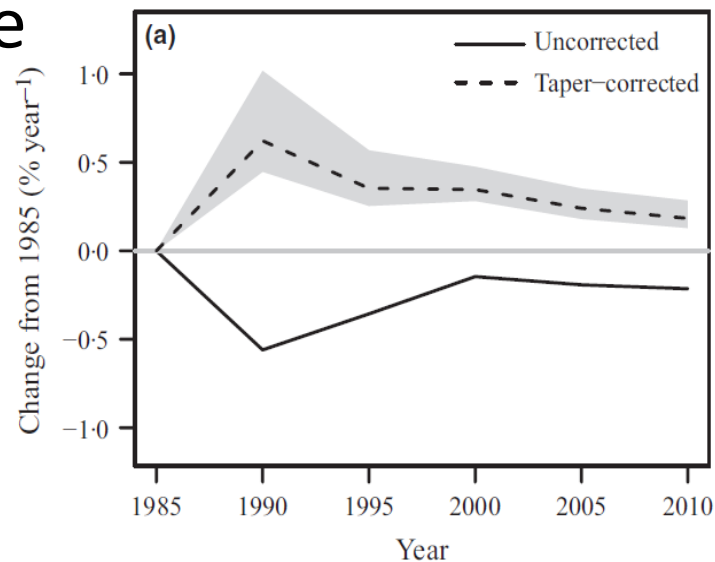 e
(a)
Uncorrected
Taper−corrected
Change from 1985 (% year⁻¹)
1·0
0·5
0·0
−0·5
−1·0
1985 1990 1995 2000 2005 2010
Year